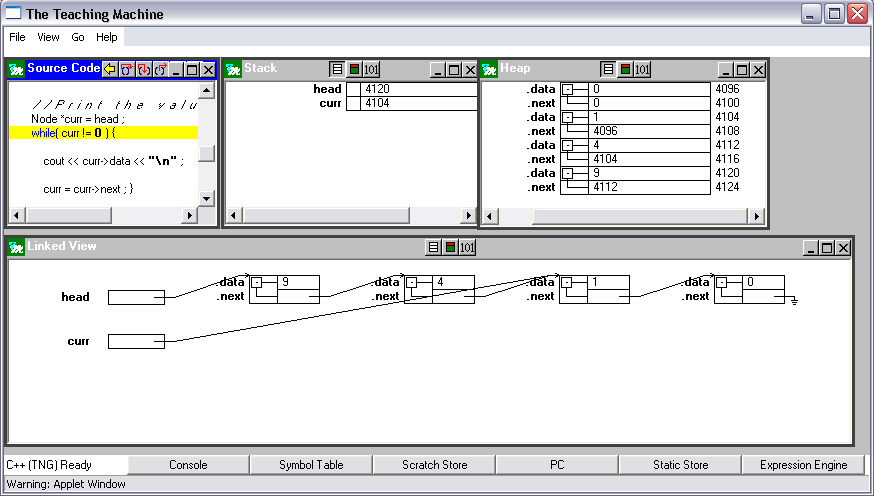 The Teaching Machine
File View Go Help
Source Code
//Print the valu
Node *curr = head ;
while( curr != 0 ) {
cout << curr->data << "\n" ;
curr = curr->next ; }
Stack
101
head 4120
curr 4104
Heap
101
.data 0 4096
.next 0 4100
.data 1 4104
.next 4096 4108
.data 4 4112
.next 4104 4116
.data 9 4120
.next 4112 4124
Linked View
101
.data 9 .data 4 .data 1 .data 0
head .next .next .next .next
curr
C++ (TNG) Ready Console Symbol Table Scratch Store PC Static Store Expression Engine
Warning: Applet Window